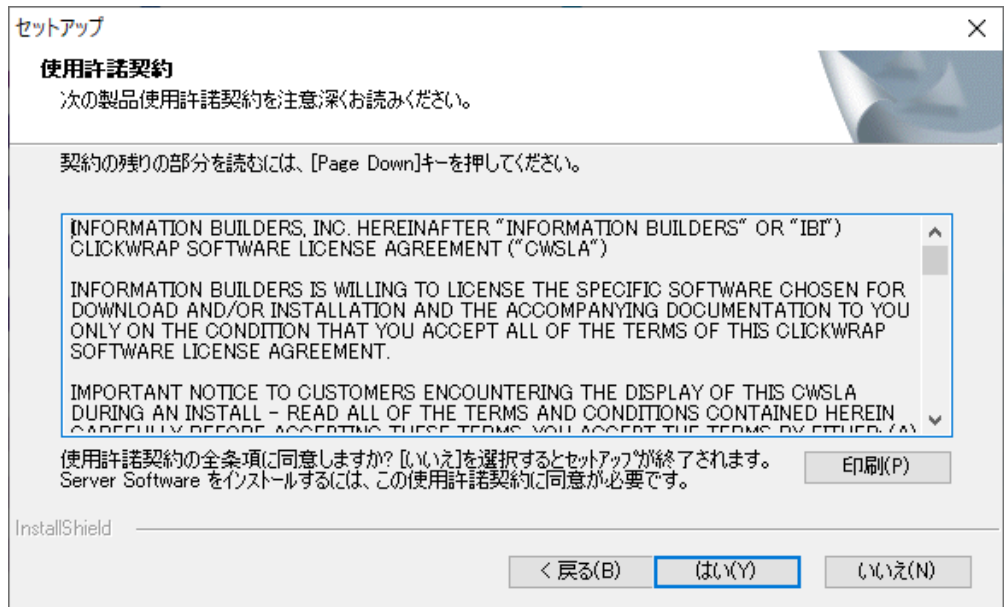 セットアップ
使用許諾契約
次の製品使用許諾契約を注意深くお読みください。
契約の残りの部分を読むには、[Page Down]キーを押してください。
INFORMATION BUILDERS, INC. HEREINAFTER "INFORMATION BUILDERS" OR "IBI")
CLICKWRAP SOFTWARE LICENSE AGREEMENT ("CWSLA")
INFORMATION BUILDERS IS WILLING TO LICENSE THE SPECIFIC SOFTWARE CHOSEN FOR
DOWNLOAD AND/OR INSTALLATION AND THE ACCOMPANYING DOCUMENTATION TO YOU
ONLY ON THE CONDITION THAT YOU ACCEPT ALL OF THE TERMS OF THIS CLICKWRAP
SOFTWARE LICENSE AGREEMENT.
IMPORTANT NOTICE TO CUSTOMERS ENCOUNTERING THE DISPLAY OF THIS CWSLA
DURING AN INSTALL - READ ALL OF THE TERMS AND CONDITIONS CONTAINED HEREIN
CAREFULLY BEFORE ACCEPTING THESE TERMS. YOU ACCEPT THE TERMS BY EITHER: (A)
使用許諾契約の全条項に同意しますか? [いいえ]を選択するとセットアップが終了されます。
Server Software をインストールするには、この使用許諾契約に同意が必要です。
印刷(P)
InstallShield
< 戻る(B)
はい(Y)
いいえ(N)